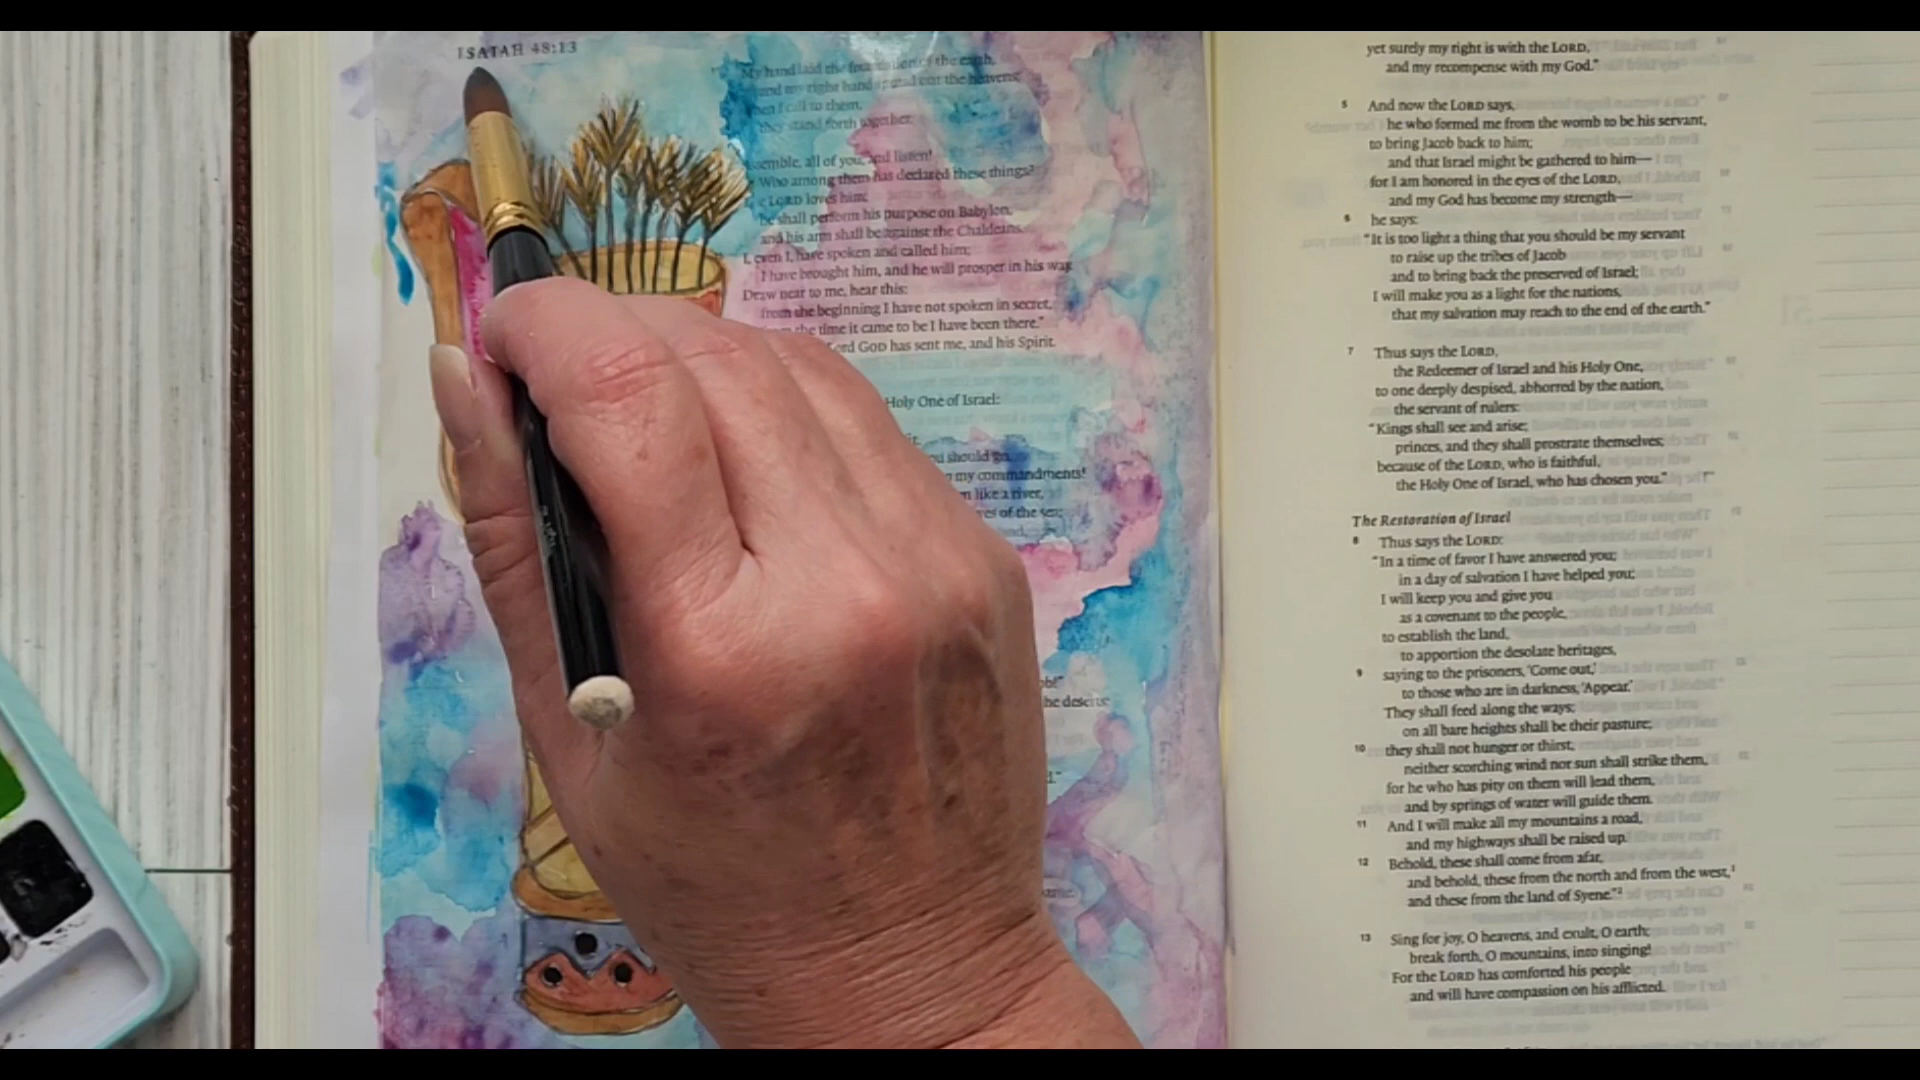 ISAIAH 48:13
My hand laid the foundation of the earth,
and my right hand spread out the heavens;
hen I call to them,
they stand forth together.
semble, all of you, and listen!
Who among them has declared these things?
e LORD loves him;
he shall perform his purpose on Babylon,
and his arm shall be against the Chaldeans.
I, even I, have spoken and called him;
I have brought him, and he will prosper in his way.
Draw near to me, hear this:
from the beginning I have not spoken in secret,
the time it came to be I have been there."
ord GOD has sent me, and his Spirit.
Holy One of Israel:
ou should go.
my commandments!
n like a river,
ves of the sea;
ob!"
he deserts;
yet surely my right is with the LORD,
and my recompense with my God."
5 And now the LORD says,
he who formed me from the womb to be his servant,
to bring Jacob back to him;
and that Israel might be gathered to him—
for I am honored in the eyes of the LORD,
and my God has become my strength—
6 he says:
"It is too light a thing that you should be my servant
to raise up the tribes of Jacob
and to bring back the preserved of Israel;
I will make you as a light for the nations,
that my salvation may reach to the end of the earth."
7 Thus says the LORD,
the Redeemer of Israel and his Holy One,
to one deeply despised, abhorred by the nation,
the servant of rulers:
"Kings shall see and arise;
princes, and they shall prostrate themselves;
because of the LORD, who is faithful,
the Holy One of Israel, who has chosen you."
The Restoration of Israel
8 Thus says the LORD:
"In a time of favor I have answered you;
in a day of salvation I have helped you;
I will keep you and give you
as a covenant to the people,
to establish the land,
to apportion the desolate heritages,
9 saying to the prisoners, 'Come out,'
to those who are in darkness, 'Appear.'
They shall feed along the ways;
on all bare heights shall be their pasture;
10 they shall not hunger or thirst,
neither scorching wind nor sun shall strike them,
for he who has pity on them will lead them,
and by springs of water will guide them.
11 And I will make all my mountains a road,
and my highways shall be raised up.
12 Behold, these shall come from afar,
and behold, these from the north and from the west,1
and these from the land of Syene."2
13 Sing for joy, O heavens, and exult, O earth;
break forth, O mountains, into singing!
For the LORD has comforted his people
and will have compassion on his afflicted.